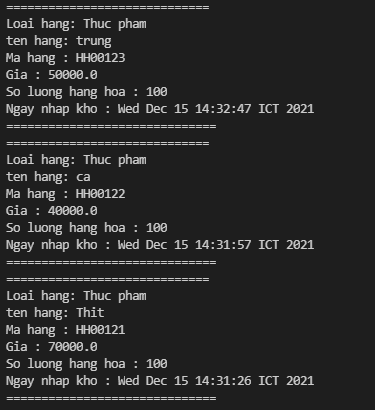 =============================
Loai hang: Thuc pham
ten hang: trung
Ma hang : HH00123
Gia : 50000.0
So luong hang hoa : 100
Ngay nhap kho : Wed Dec 15 14:32:47 ICT 2021
==============================
=============================
Loai hang: Thuc pham
ten hang: ca
Ma hang : HH00122
Gia : 40000.0
So luong hang hoa : 100
Ngay nhap kho : Wed Dec 15 14:31:57 ICT 2021
==============================
=============================
Loai hang: Thuc pham
ten hang: Thit
Ma hang : HH00121
Gia : 70000.0
So luong hang hoa : 100
Ngay nhap kho : Wed Dec 15 14:31:26 ICT 2021
==============================